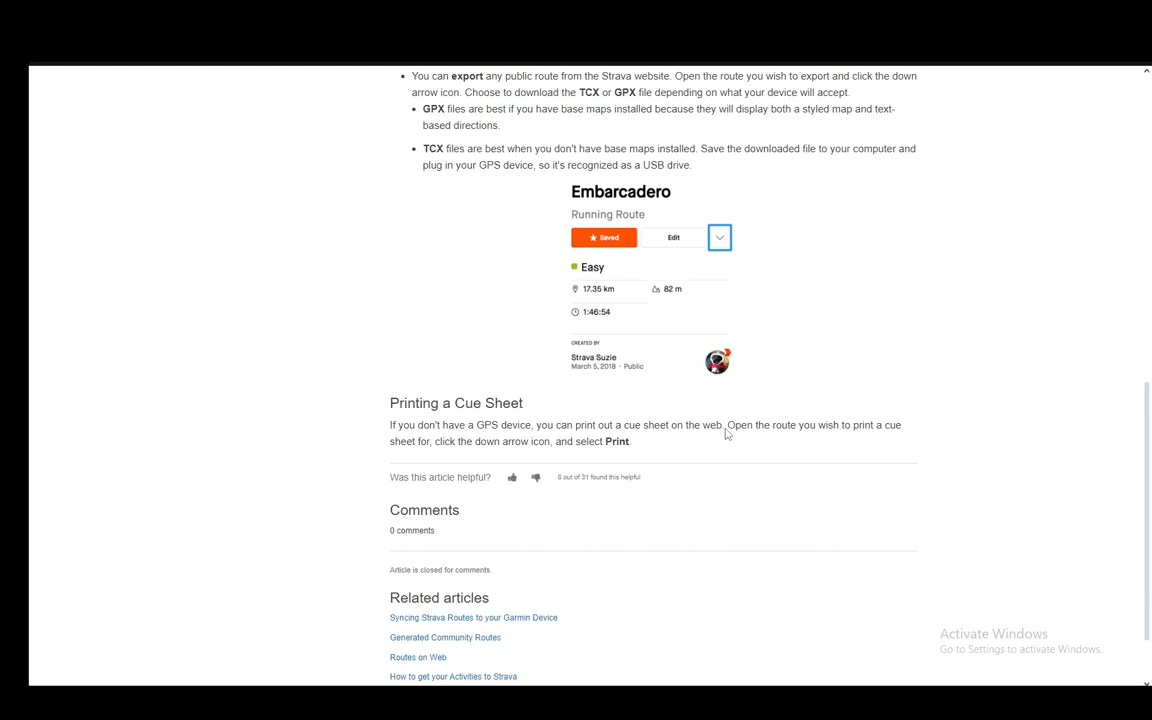 You can export any public route from the Strava website. Open the route you wish to export and click the down
arrow icon. Choose to download the TCX or GPX file depending on what your device will accept.
GPX files are best if you have base maps installed because they will display both a styled map and text-
based directions.
TCX files are best when you don't have base maps installed. Save the downloaded file to your computer and
plug in your GPS device, so it's recognized as a USB drive.
Embarcadero
Running Route
Saved Edit
Easy
17.35 km 82 m
1:46:54
CREATED BY
Strava Suzie
March 5, 2018 · Public
Printing a Cue Sheet
If you don't have a GPS device, you can print out a cue sheet on the web. Open the route you wish to print a cue
sheet for, click the down arrow icon, and select Print.
Was this article helpful? 8 out of 31 found this helpful
Comments
0 comments
Article is closed for comments.
Related articles
Syncing Strava Routes to your Garmin Device
Generated Community Routes
Routes on Web
How to get your Activities to Strava
Activate Windows
Go to Settings to activate Windows.